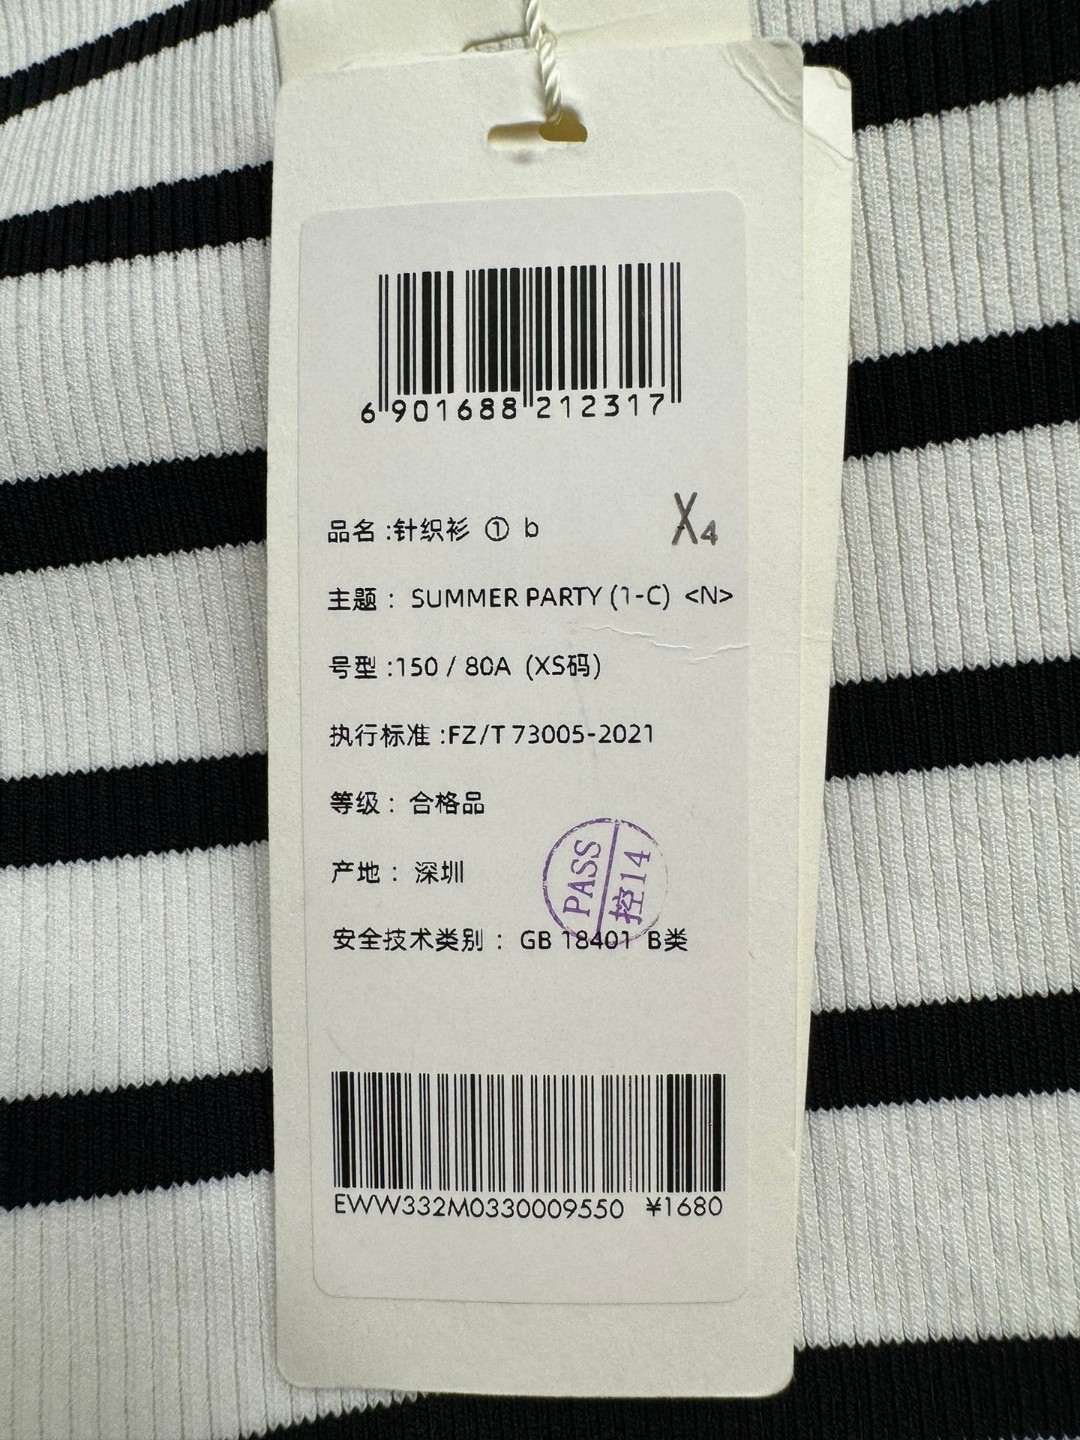 6 901688 212317
品名 :针织衫 ① b X4
主题 : SUMMER PARTY (1-C) <N>
号型 :150 / 80A (XS码)
执行标准 :FZ/T 73005-2021
等级 : 合格品
产地 : 深圳
PASS
控14
安全技术类别 : GB 18401 B类
EWW332M0330009550 ¥1680